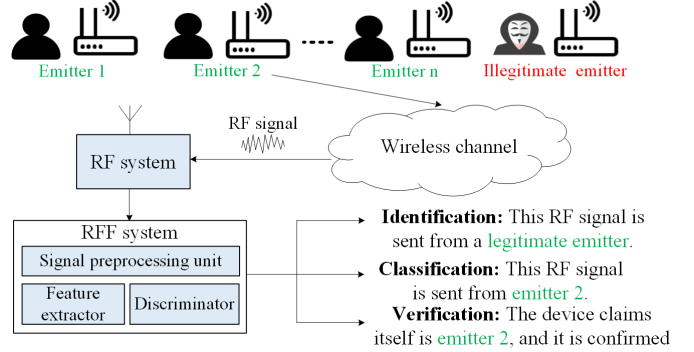 Emitter 1
Emitter 2
Emitter n
Illegitimate emitter
RF signal
Wireless channel
RF system
RFF system
Signal preprocessing unit
Feature
extractor
Discriminator
Identification: This RF signal is
sent from a legitimate emitter.
Classification: This RF signal
is sent from emitter 2.
Verification: The device claims
itself is emitter 2, and it is confirmed